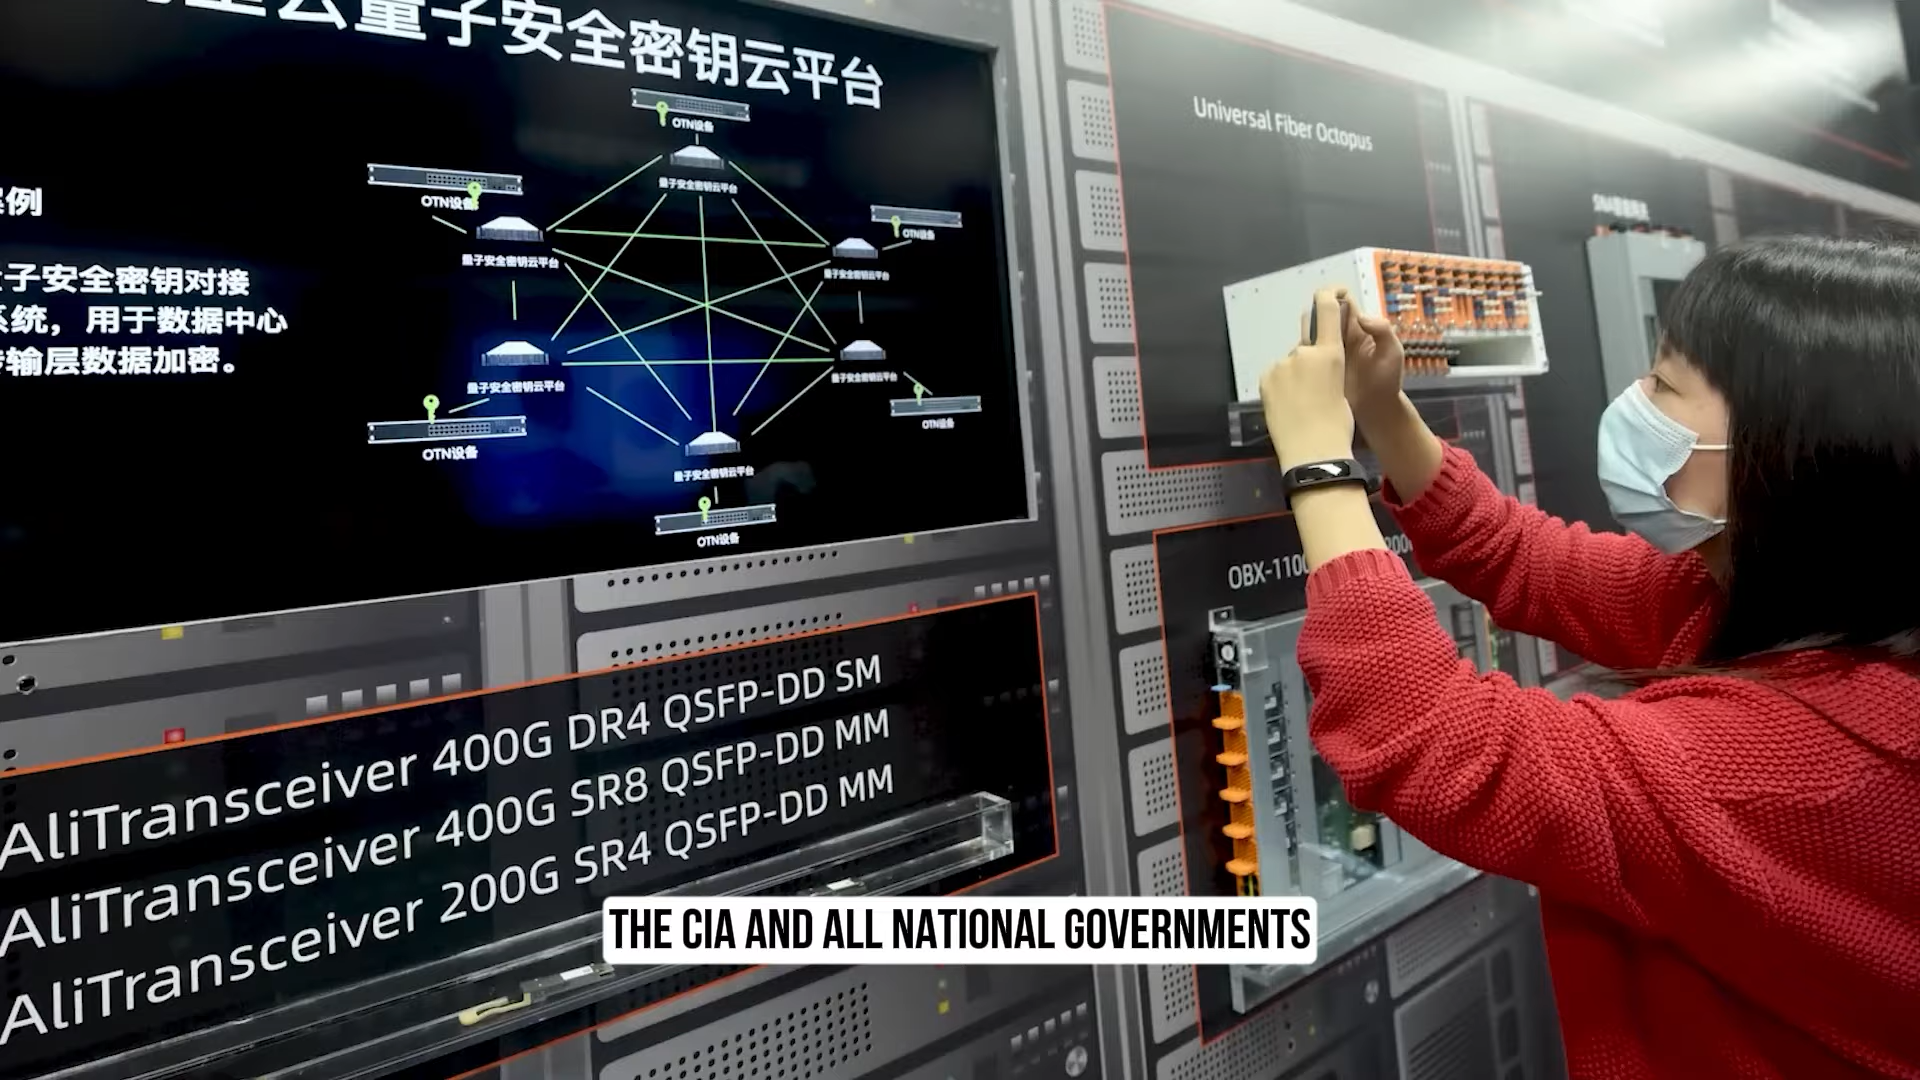 云量子安全密钥云平台
OTN设备
量子安全密钥云平台
OTN设备
量子安全密钥云平台
OTN设备
量子安全密钥云平台
例
子安全密钥对接
系统，用于数据中心
传输层数据加密。
量子安全密钥云平台
OTN设备
量子安全密钥云平台
OTN设备
量子安全密钥云平台
OTN设备
AliTransceiver 400G DR4 QSFP-DD SM
AliTransceiver 400G SR8 QSFP-DD MM
AliTransceiver 200G SR4 QSFP-DD MM
Universal Fiber Octopus
OBX-1100
THE CIA AND ALL NATIONAL GOVERNMENTS